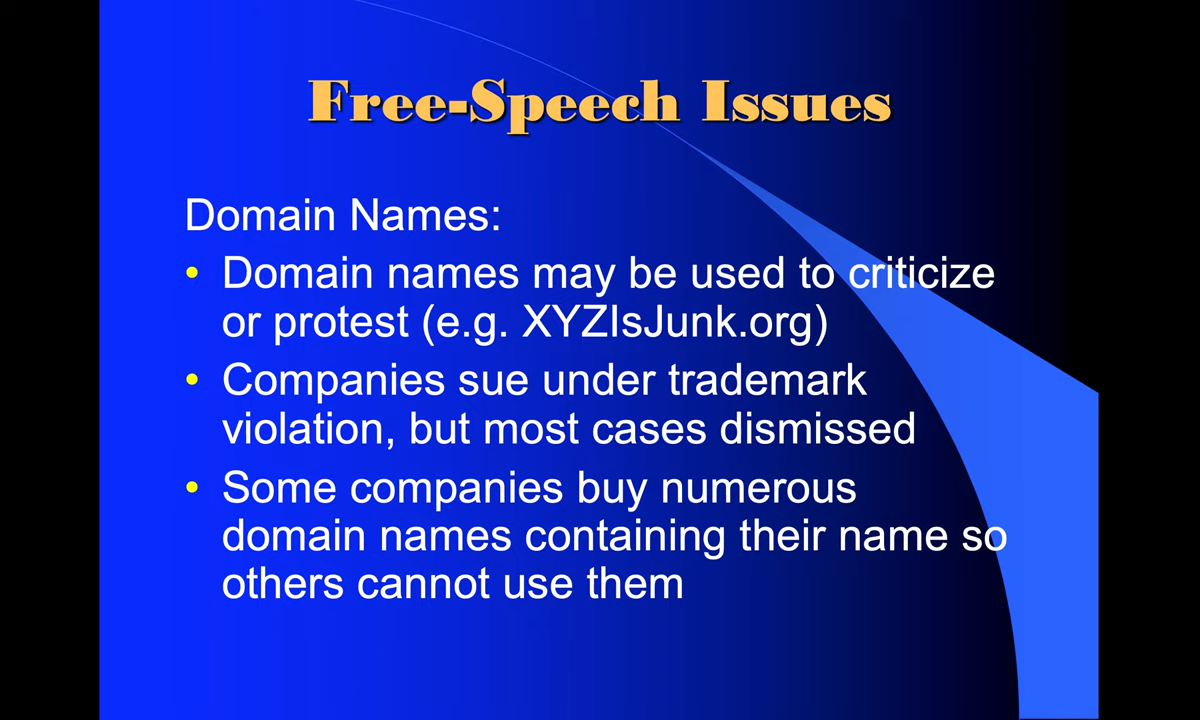 Free-Speech Issues
Domain Names:
• Domain names may be used to criticize
or protest (e.g. XYZIsJunk.org)
• Companies sue under trademark
violation, but most cases dismissed
• Some companies buy numerous
domain names containing their name so
others cannot use them